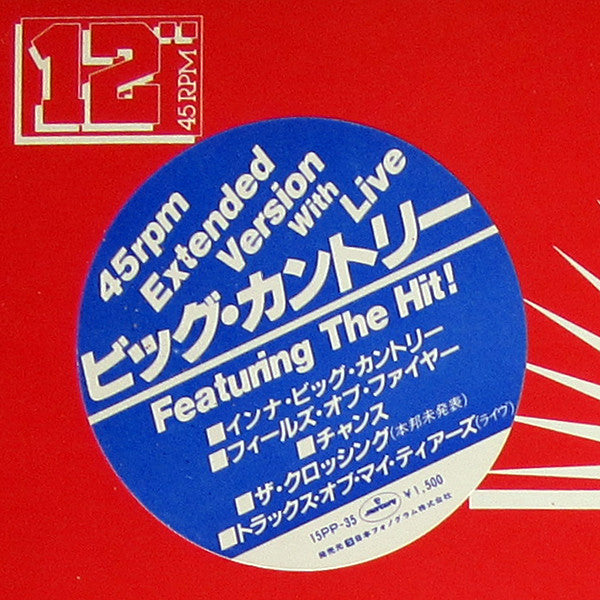 12"
45RPM
45rpm
Extended
Version
With
Live
ビッグ・カントリー
Featuring The Hit!
■インナ・ビッグ・カントリー
■フィールズ・オブ・ファイヤー
■チャンス
■ザ・クロッシング(本邦未発表)
■トラックス・オブ・マイ・ティアーズ(ライヴ)
15PP-35 mercury ¥1,500
発売元 日本フォノグラム株式会社